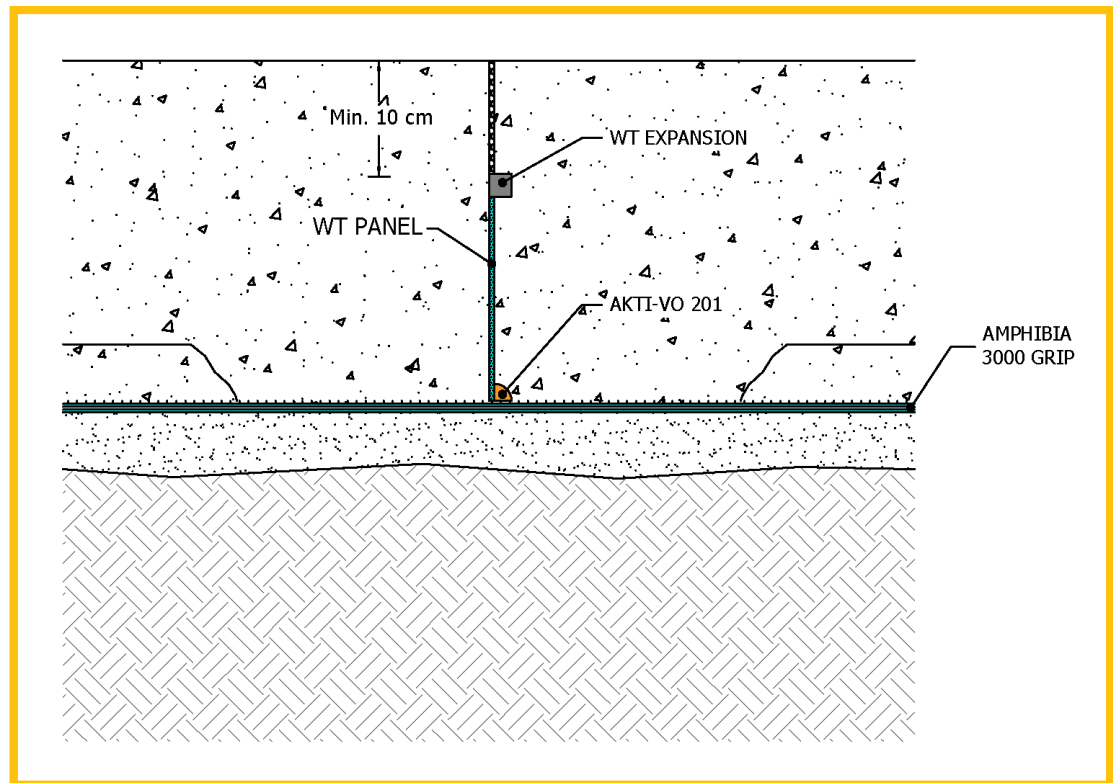 Min. 10 cm
WT EXPANSION
WT PANEL
AKTI-VO 201
AMPHIBIA
3000 GRIP